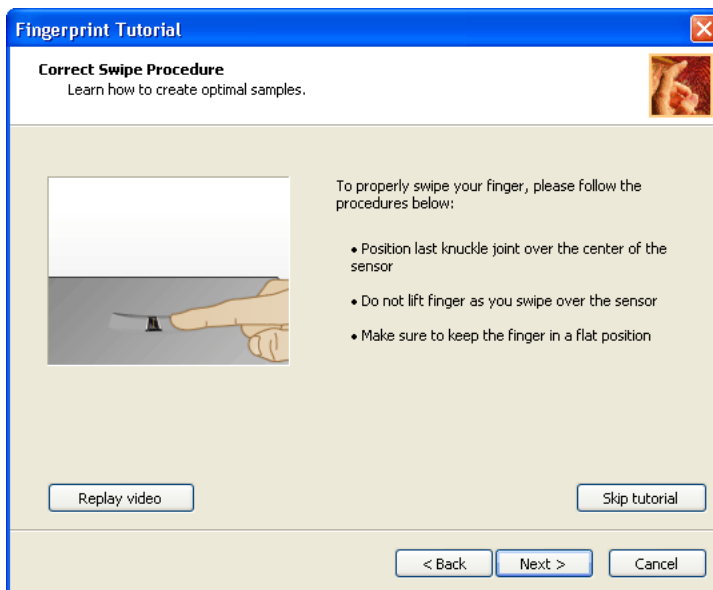 Fingerprint Tutorial
Correct Swipe Procedure
Learn how to create optimal samples.
To properly swipe your finger, please follow the
procedures below:
• Position last knuckle joint over the center of the
sensor
• Do not lift finger as you swipe over the sensor
• Make sure to keep the finger in a flat position
Replay video
Skip tutorial
< Back
Next >
Cancel